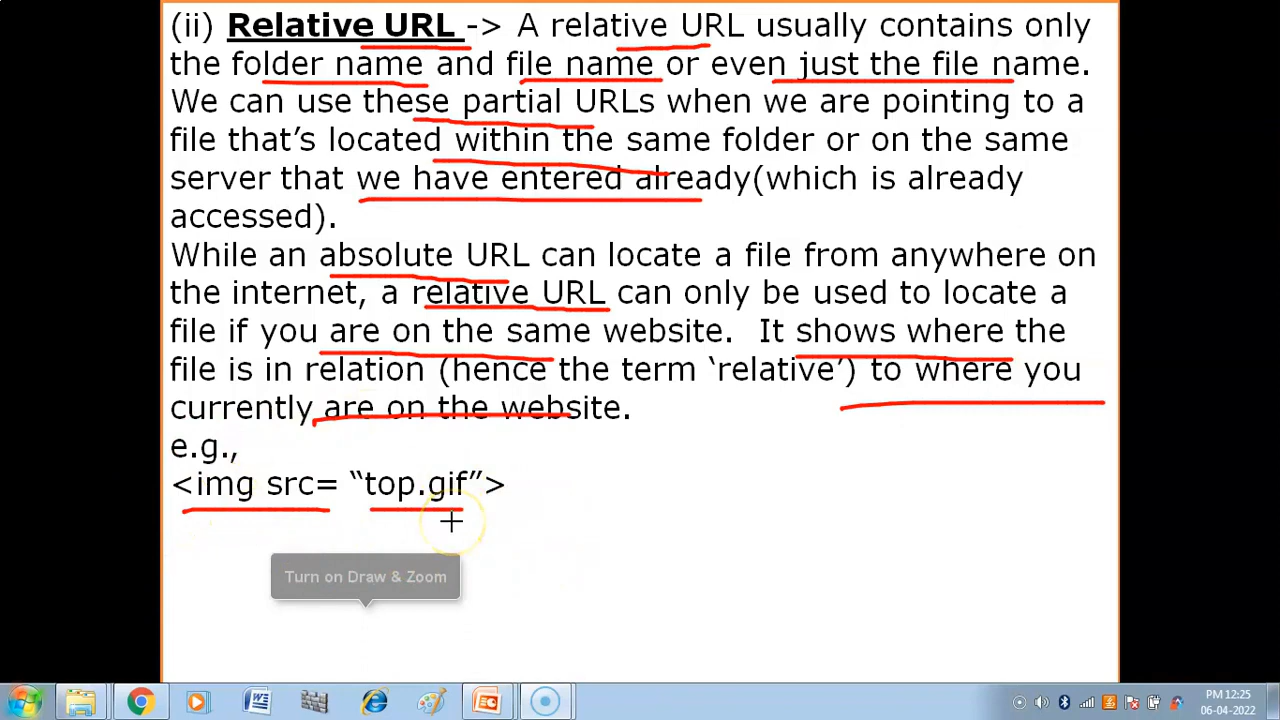 (ii) Relative URL -> A relative URL usually contains only
the folder name and file name or even just the file name.
We can use these partial URLs when we are pointing to a
file that’s located within the same folder or on the same
server that we have entered already(which is already
accessed).
While an absolute URL can locate a file from anywhere on
the internet, a relative URL can only be used to locate a
file if you are on the same website.  It shows where the
file is in relation (hence the term ‘relative’) to where you
currently are on the website.
e.g.,
<img src= “top.gif”>
Turn on Draw & Zoom
PM 12:25
06-04-2022